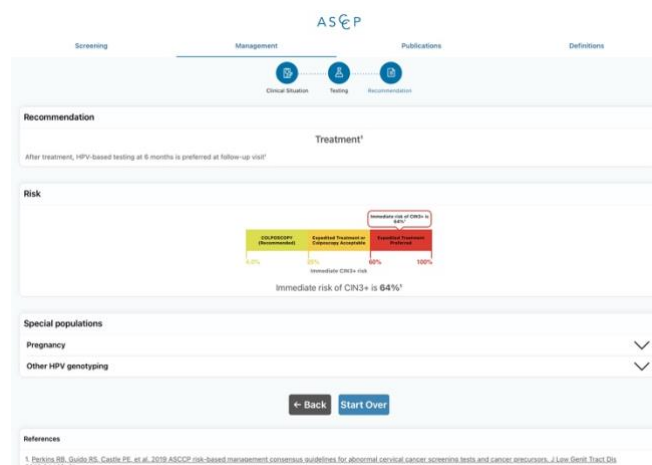 ASCCP
Screening Management Publications Definitions
Clinical Situation Testing Recommendation
Recommendation
Treatment¹
After treatment, HPV-based testing at 6 months is preferred at follow-up visit¹
Risk
Immediate risk of CIN3+ is
64%¹
COLPOSCOPY
(Recommended)
Expedited Treatment or
Colposcopy Acceptable
Expedited Treatment
Preferred
60% 100%
Immediate CIN3+ risk
Immediate risk of CIN3+ is 64%¹
Special populations
Pregnancy
Other HPV genotyping
← Back Start Over
References
1. Perkins RB, Guido RS, Castle PE, et al. 2019 ASCCP risk-based management consensus guidelines for abnormal cervical cancer screening tests and cancer precursors. J Low Genit Tract Dis